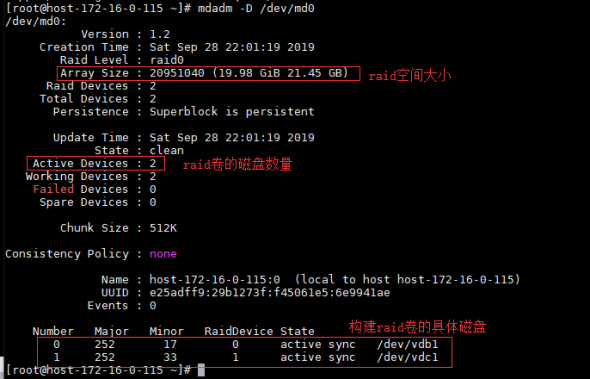 [root@host-172-16-0-115 ~]# mdadm -D /dev/md0
/dev/md0:
Version : 1.2
Creation Time : Sat Sep 28 22:01:19 2019
Raid Level : raid0
Array Size : 20951040 (19.98 GiB 21.45 GB) raid空间大小
Raid Devices : 2
Total Devices : 2
Persistence : Superblock is persistent
Update Time : Sat Sep 28 22:01:19 2019
State : clean
Active Devices : 2 raid卷的磁盘数量
Working Devices : 2
Failed Devices : 0
Spare Devices : 0
Chunk Size : 512K
Consistency Policy : none
Name : host-172-16-0-115:0 (local to host host-172-16-0-115)
UUID : e25adff9:29b1273f:f45061e5:6e9941ae
Events : 0
构建raid卷的具体磁盘
Number Major Minor RaidDevice State
0 252 17 0 active sync /dev/vdb1
1 252 33 1 active sync /dev/vdc1
[root@host-172-16-0-115 ~]#